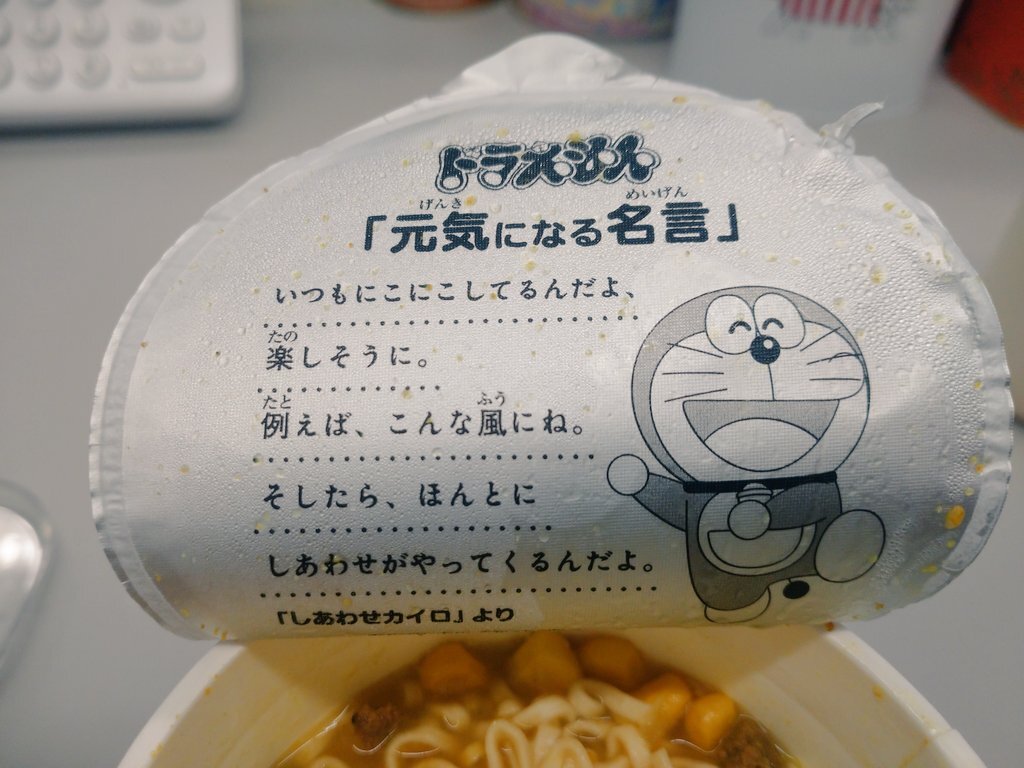 ドラえもん
「元気になる名言」
いつもにこにこしてるんだよ、
楽しそうに。
例えば、こんな風にね。
そしたら、ほんとに
しあわせがやってくるんだよ。
「しあわせカイロ」より